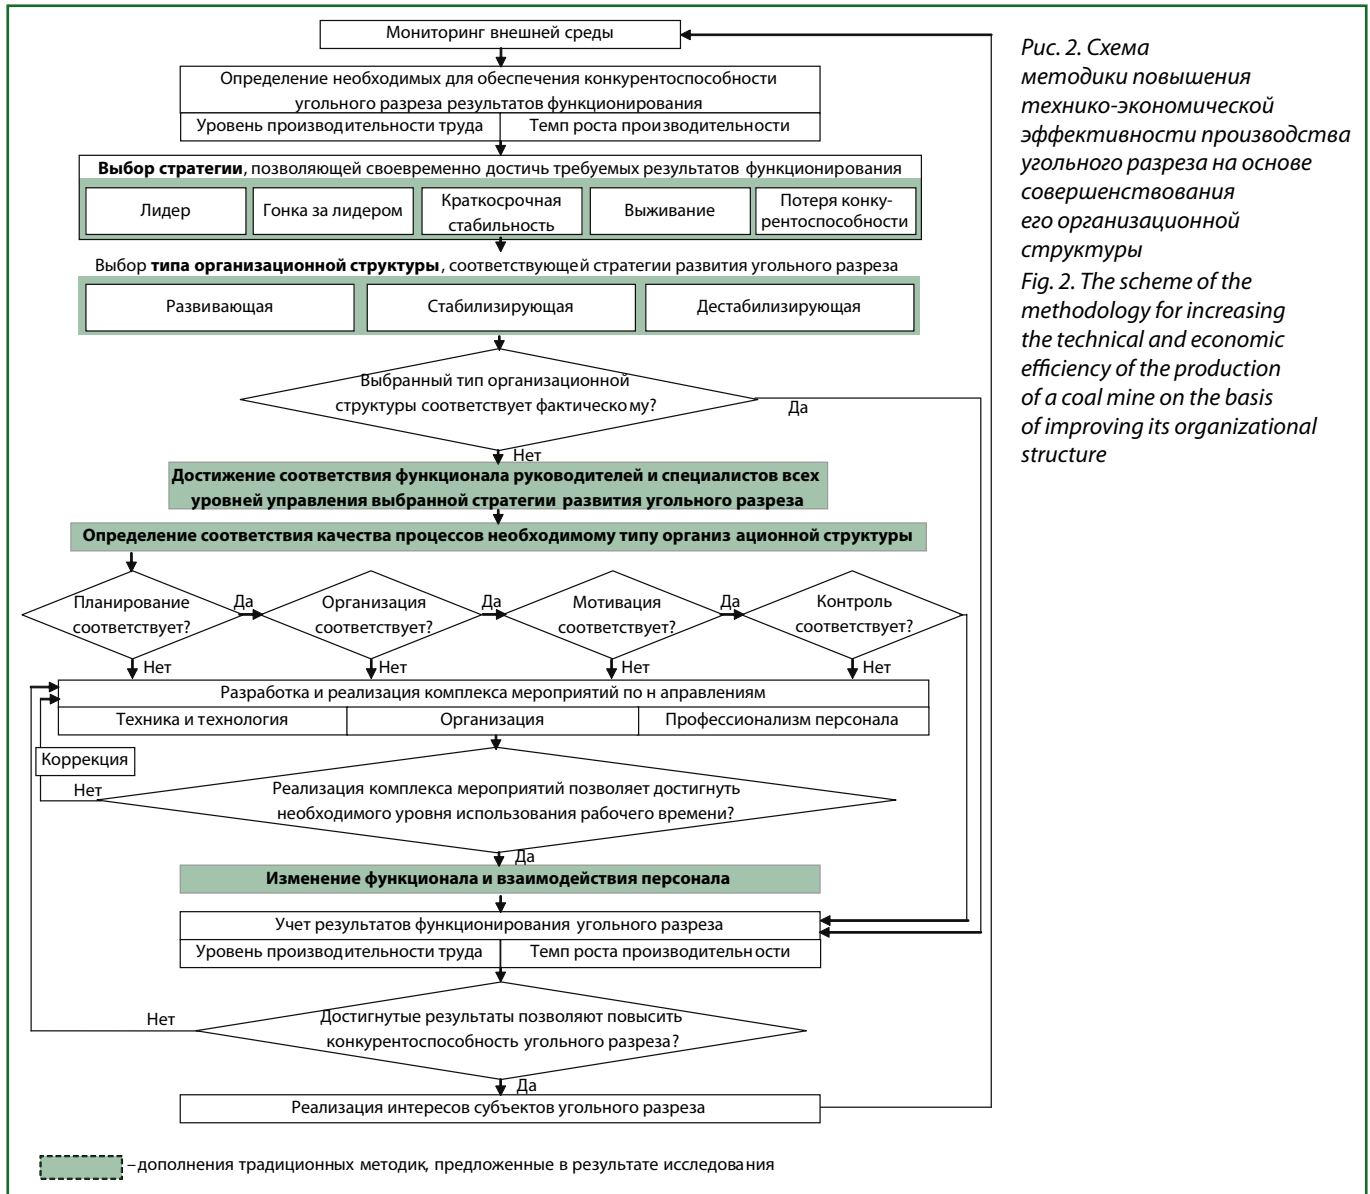 Мониторинг внешней среды
Определение необходимых для обеспечения конкурентоспособности
угольного разреза результатов функционирования
Уровень производительности труда
Темп роста производительности
Выбор стратегии, позволяющей своевременно достичь требуемых результатов функционирования
Лидер
Гонка за лидером
Краткосрочная
стабильность
Выживание
Потеря конку-
рентоспособности
Выбор типа организационной структуры, соответствующей стратегии развития угольного разреза
Развивающая
Стабилизирующая
Дестабилизирующая
Выбранный тип организационной
структуры соответствует фактическо му?
Да
Нет
Достижение соответствия функционала руководителей и специалистов всех
уровней управления выбранной стратегии развития угольного разреза
Определение соответствия качества процессов необходимому типу организ ационной структуры
Планирование
соответствует?
Да
Организация
соответствует?
Да
Мотивация
соответствует?
Да
Контроль
соответствует?
Нет
Нет
Нет
Нет
Разработка и реализация комплекса мероприятий по н аправлениям
Техника и технология
Организация
Профессионализм персонала
Коррекция
Нет
Реализация комплекса мероприятий позволяет достигнуть
необходимого уровня использования рабочего времени?
Да
Изменение функционала и взаимодействия персонала
Учет результатов функционирования угольного разреза
Уровень производительности труда
Темп роста производительн ости
Нет
Достигнутые результаты позволяют повысить
конкурентоспособность угольного разреза?
Да
Реализация интересов субъектов угольного разреза
– дополнения традиционных методик, предложенные в результате исследования
Рис. 2. Схема
методики повышения
технико-экономической
эффективности производства
угольного разреза на основе
совершенствования
его организационной
структуры
Fig. 2. The scheme of the
methodology for increasing
the technical and economic
efficiency of the production
of a coal mine on the basis
of improving its organizational
structure